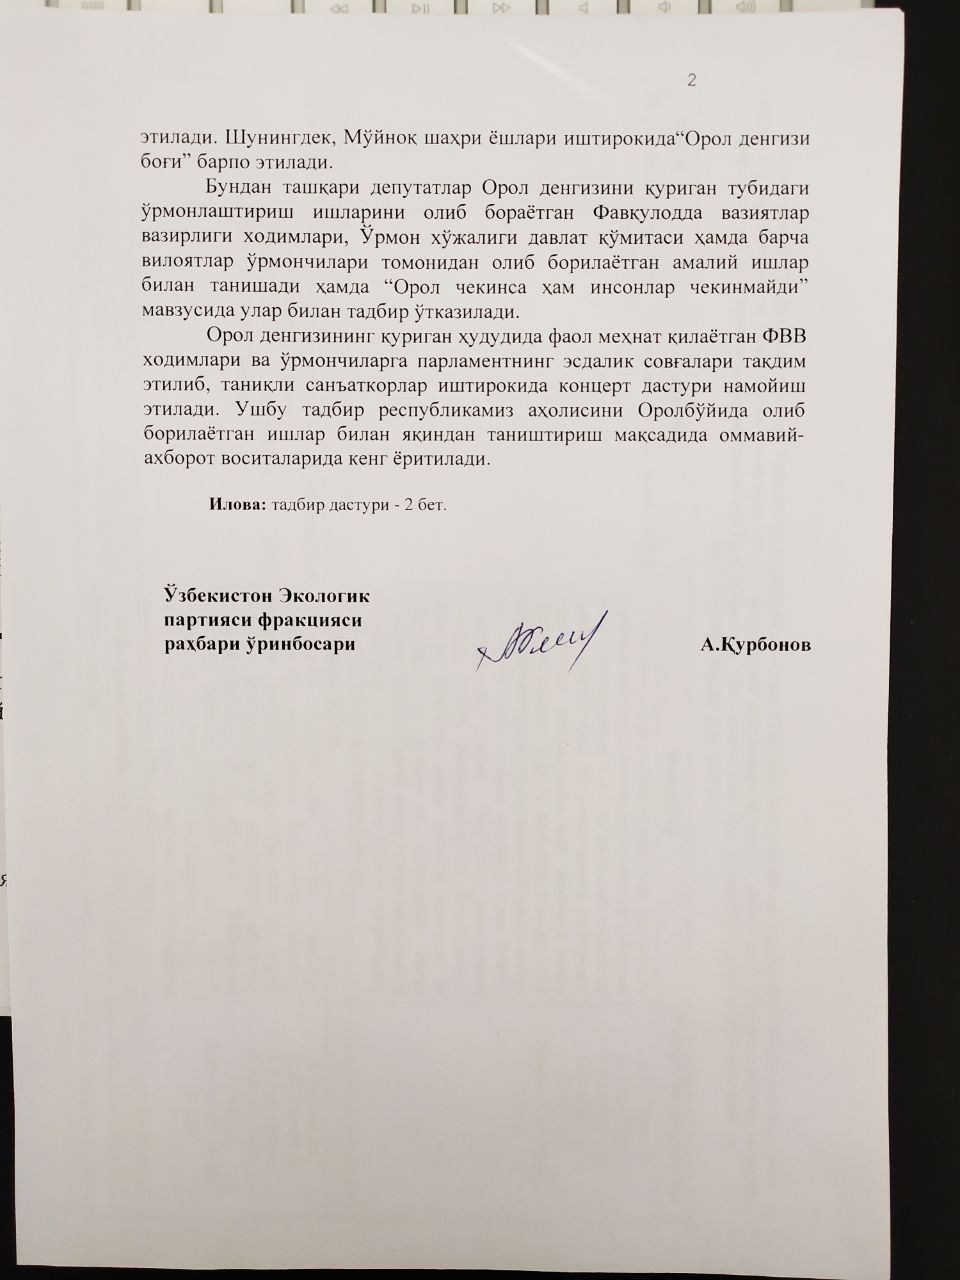 2
этилади. Шунингдек, Мўйноқ шаҳри ёшлари иштирокида“Орол денгизи
боғи” барпо этилади.
Бундан ташқари депутатлар Орол денгизини қуриган тубидаги
ўрмонлаштириш ишларини олиб бораётган Фавқулодда вазиятлар
вазирлиги ходимлари, Ўрмон хўжалиги давлат қўмитаси ҳамда барча
вилоятлар ўрмончилари томонидан олиб борилаётган амалий ишлар
билан танишади ҳамда “Орол чекинса ҳам инсонлар чекинмайди”
мавзусида улар билан тадбир ўтказилади.
Орол денгизининг қуриган ҳудудида фаол меҳнат қилаётган ФВВ
ходимлари ва ўрмончиларга парламентнинг эсдалик совғалари тақдим
этилиб, таниқли санъаткорлар иштирокида концерт дастури намойиш
этилади. Ушбу тадбир республикамиз аҳолисини Оролбўйида олиб
борилаётган ишлар билан яқиндан таништириш мақсадида оммавий-
ахборот воситаларида кенг ёритилади.
Илова: тадбир дастури - 2 бет.
Ўзбекистон Экологик
партияси фракцияси
раҳбари ўринбосари
А.Қурбонов